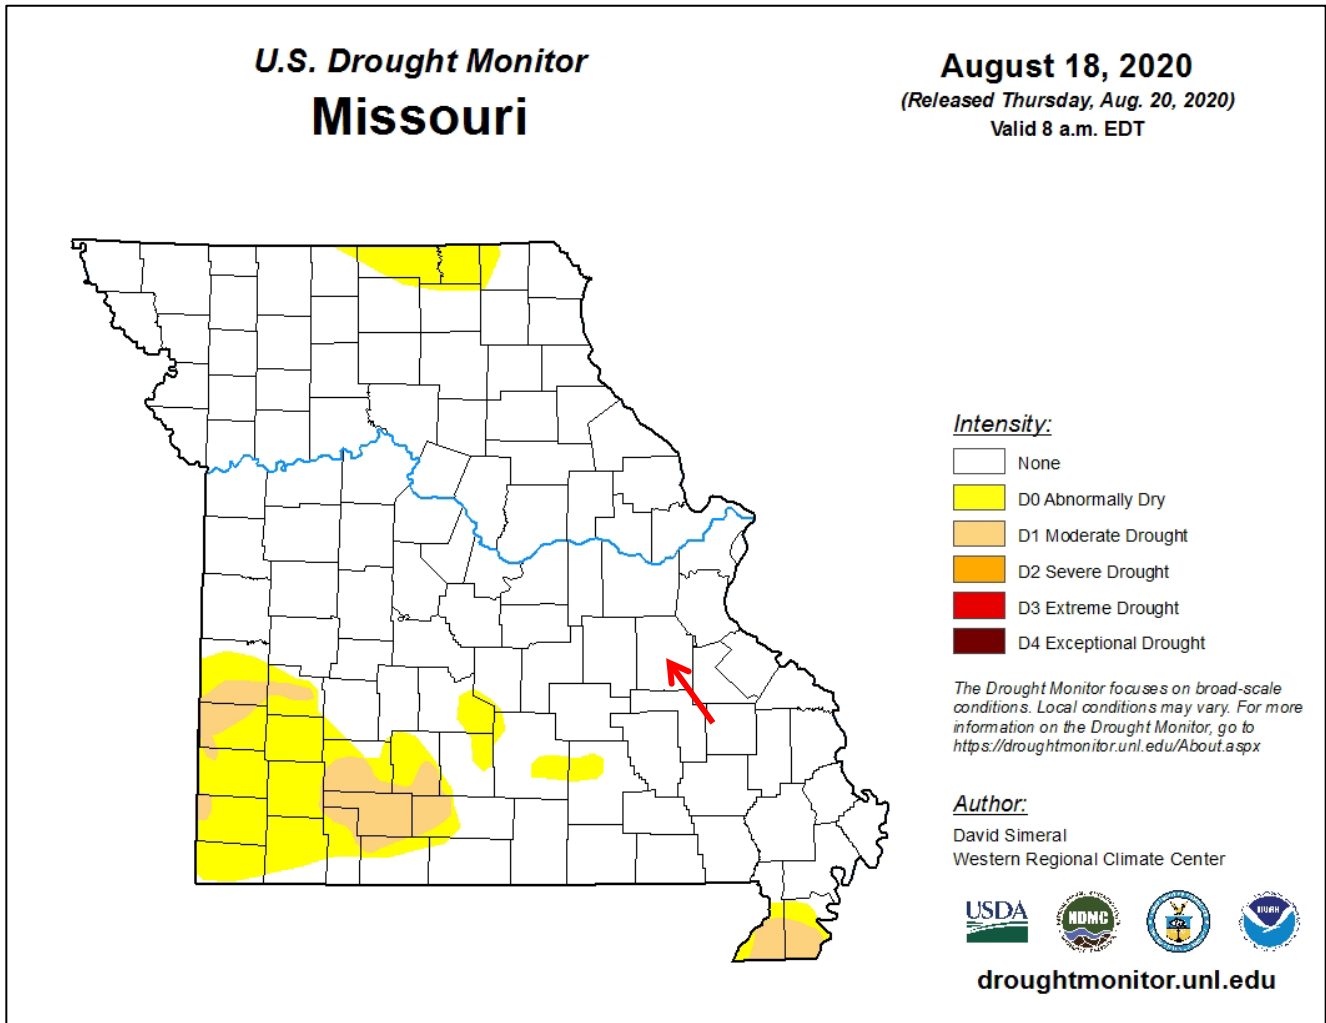 U.S. Drought Monitor
Missouri
August 18, 2020
(Released Thursday, Aug. 20, 2020)
Valid 8 a.m. EDT
Intensity:
None
D0 Abnormally Dry
D1 Moderate Drought
D2 Severe Drought
D3 Extreme Drought
D4 Exceptional Drought
The Drought Monitor focuses on broad-scale
conditions. Local conditions may vary. For more
information on the Drought Monitor, go to
https://droughtmonitor.unl.edu/About.aspx
Author:
David Simeral
Western Regional Climate Center
USDA
NDMC
NOAA
droughtmonitor.unl.edu